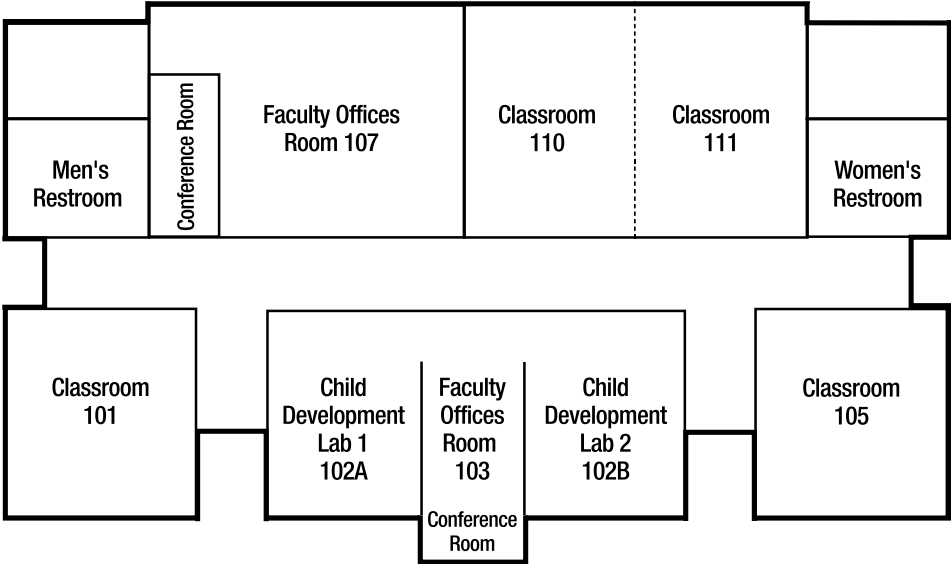 Men's
Restroom
Conference Room
Faculty Offices
Room 107
Classroom
110
Classroom
111
Women's
Restroom
Classroom
101
Child
Development
Lab 1
102A
Faculty
Offices
Room
103
Conference
Room
Child
Development
Lab 2
102B
Classroom
105